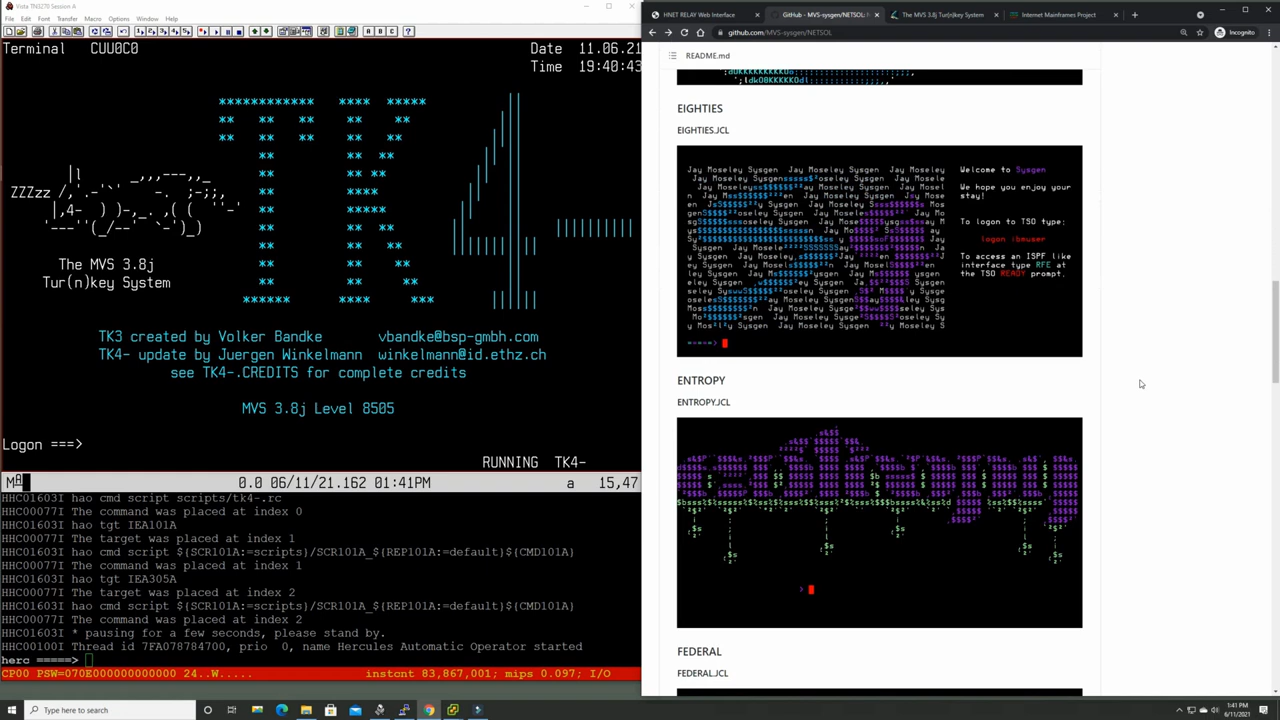 Vista TN3270 Session A
File Edit Font Transfer Macro Options Window Help
Terminal CUU0C0
Date 11.06.21
Time 19:40:43
TK4-
The MVS 3.8j
Tur(n)key System
TK3 created by Volker Bandke vbandke@bsp-gmbh.com
TK4- update by Juergen Winkelmann winkelmann@id.ethz.ch
see TK4-.CREDITS for complete credits
MVS 3.8j Level 8505
Logon ===>
RUNNING TK4-
0.0 06/11/21.162 01:41PM a 15,47
HHC01603I hao cmd script scripts/tk4-.rc
HHC00077I The command was placed at index 0
HHC01603I hao tgt IEA101A
HHC00077I The target was placed at index 1
HHC01603I hao cmd script ${SCR101A:=scripts}/SCR101A_${REP101A:=default}${CMD101A}
HHC00077I The command was placed at index 1
HHC01603I hao tgt IEA305A
HHC00077I The target was placed at index 2
HHC01603I hao cmd script ${SCR101A:=scripts}/SCR101A_${REP101A:=default}${CMD101A}
HHC00077I The command was placed at index 2
HHC01603I * pausing for a few seconds, please stand by.
HHC00100I Thread id 7FA078784700, prio 0, name Hercules Automatic Operator started
herc =====>
CP00 PSW=070E000000000000 24..W..... instcnt 83,867,001; mips 0.097; I/O
HNET RELAY Web Interface
GitHub - MVS-sysgen/NETSOL:
The MVS 3.8j Tur(n)key System
Internet Mainframes Project
github.com/MVS-sysgen/NETSOL
Incognito
README.md
EIGHTIES
EIGHTIES.JCL
Welcome to Sysgen
We hope you enjoy your
stay!
To logon to TSO type:
logon ibmuser
To access an ISPF like
interface type RFE at
the TSO READY prompt.
=====>
ENTROPY
ENTROPY.JCL
entropy
>
FEDERAL
FEDERAL.JCL
Type here to search
1:41 PM
6/11/2021